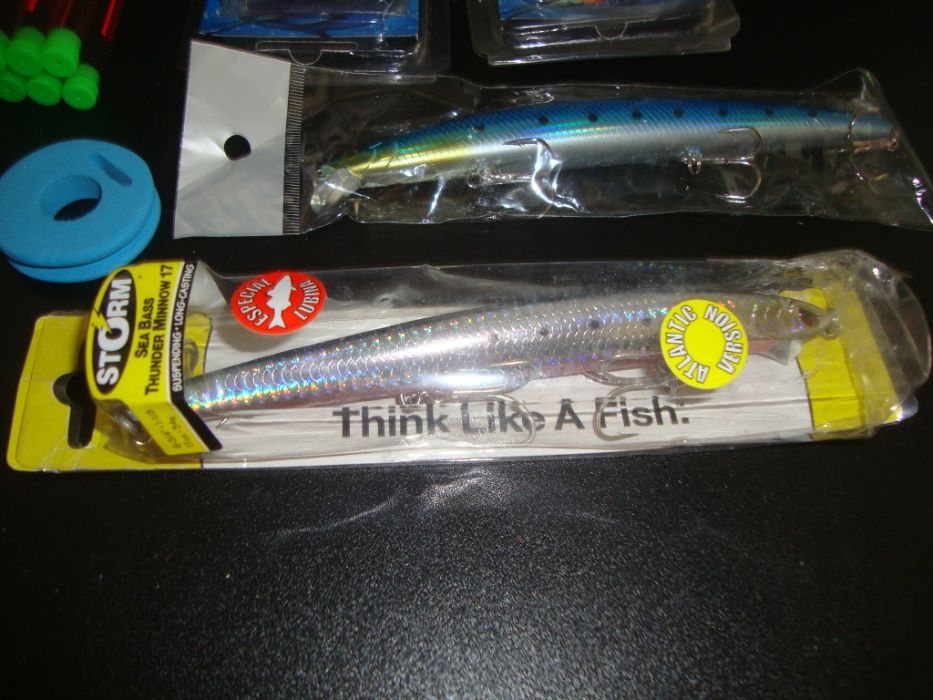 STORM
SEA BASS
THUNDER MINNOW 17
SUSPENDING • LONG-CASTING
ESPECIAL
LUBINA
ATLANTIC
VERSION
Think Like A Fish.